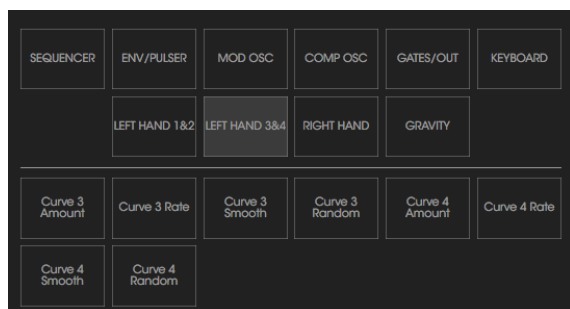 SEQUENCER
ENV/PULSER
MOD OSC
COMP OSC
GATES/OUT
KEYBOARD
LEFT HAND 1&2
LEFT HAND 3&4
RIGHT HAND
GRAVITY
Curve 3
Amount
Curve 3 Rate
Curve 3
Smooth
Curve 3
Random
Curve 4
Amount
Curve 4 Rate
Curve 4
Smooth
Curve 4
Random